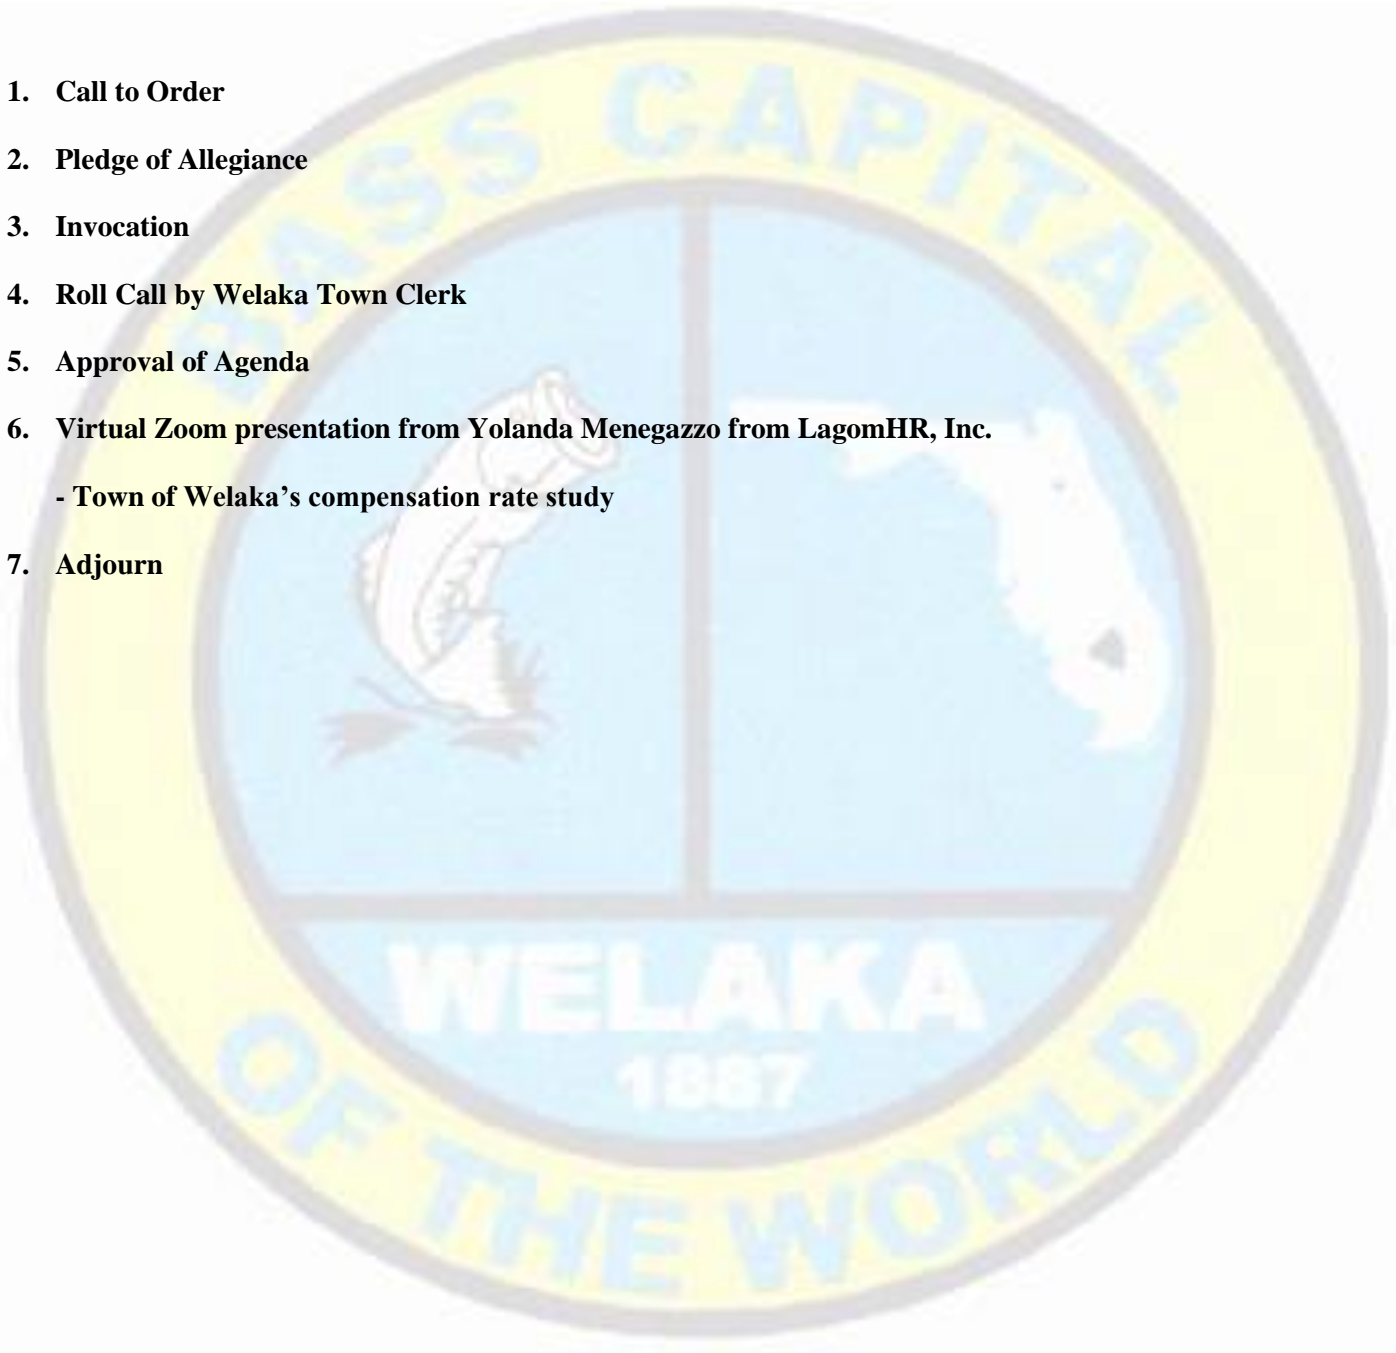 1. Call to Order
2. Pledge of Allegiance
3. Invocation
4. Roll Call by Welaka Town Clerk
5. Approval of Agenda
6. Virtual Zoom presentation from Yolanda Menegazzo from LagomHR, Inc.
- Town of Welaka’s compensation rate study
7. Adjourn
BASS CAPITAL
WELAKA
1887
OF THE WORLD